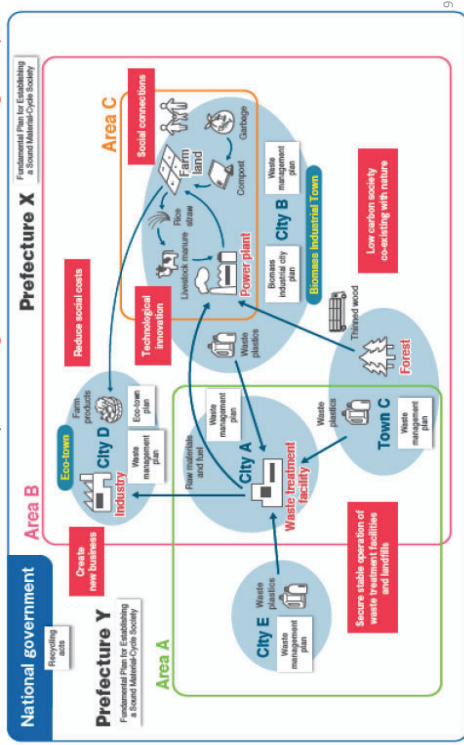 National government
Recycling
acts
Prefecture Y
Fundamental Plan for Establishing
a Sound Material-Cycle Society
Area B
Prefecture X
Fundamental Plan for Establishing
a Sound Material-Cycle Society
Create
new business
Eco-town
Industry
City D
Farm
products
Waste
management
plan
Eco-town
plan
Reduce social costs
Technological
innovation
Area C
Social connections
Farm
land
Rice
straw
Livestock manure
Compost
Garbage
Power plant
City B
Biomass
industrial city
plan
Waste
management
plan
Biomass Industrial Town
Raw materials
and fuel
City A
Waste
management
plan
Waste treatment
facility
Waste
plastics
Area A
City E
Waste
plastics
Waste
management
plan
Waste
plastics
Town C
Waste
management
plan
Forest
Thinned wood
Secure stable operation of
waste treatment facilities
and landfills
Low carbon society
co-existing with nature
9